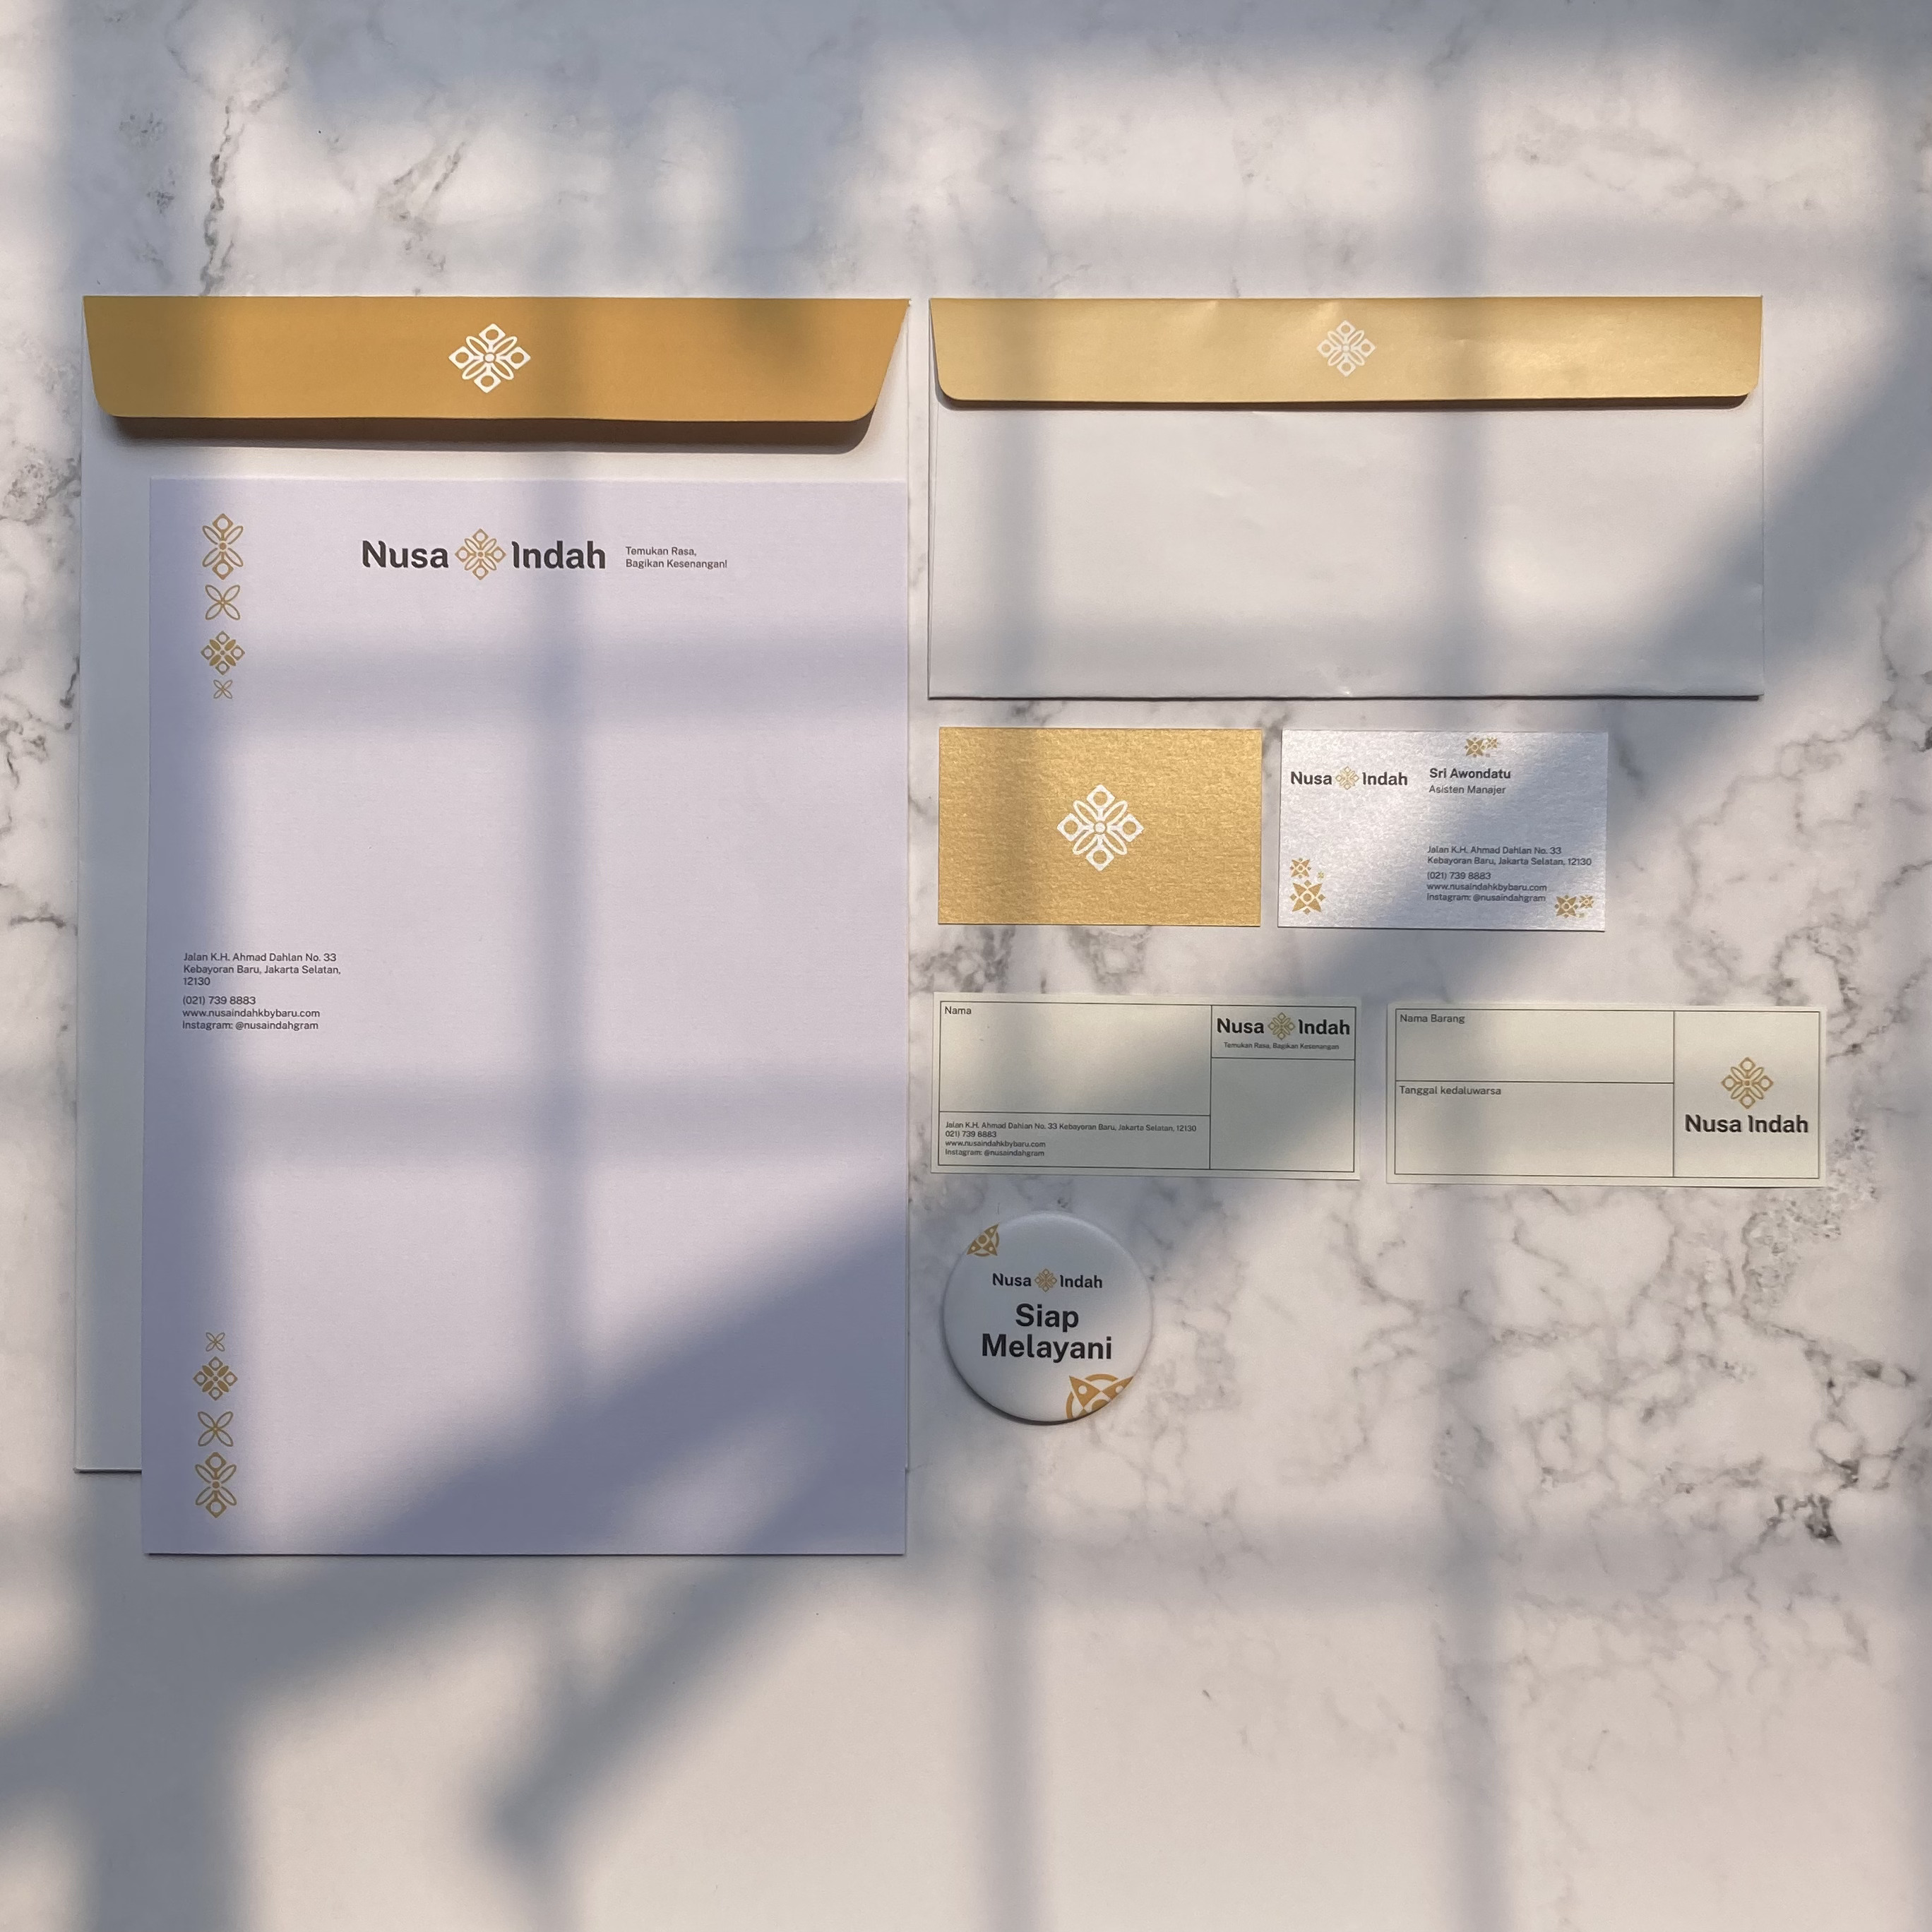 Nusa Indah
Temukan Rasa,
Bagikan Kesenangan!
Jalan K.H. Ahmad Dahlan No. 33
Kebayoran Baru, Jakarta Selatan,
12130
(021) 739 8883
www.nusaindahkbybaru.com
Instagram: @nusaindahgram
Nusa Indah
Sri Awondatu
Asisten Manajer
Jalan K.H. Ahmad Dahlan No. 33
Kebayoran Baru, Jakarta Selatan, 12130
(021) 739 8883
www.nusaindahkbybaru.com
Instagram: @nusaindahgram
Nama
Nusa Indah
Temukan Rasa, Bagikan Kesenangan
Jalan K.H. Ahmad Dahlan No. 33 Kebayoran Baru, Jakarta Selatan, 12130
021) 739 8883
www.nusaindahkbybaru.com
Instagram: @nusaindahgram
Nama Barang
Tanggal kedaluwarsa
Nusa Indah
Nusa Indah
Siap
Melayani